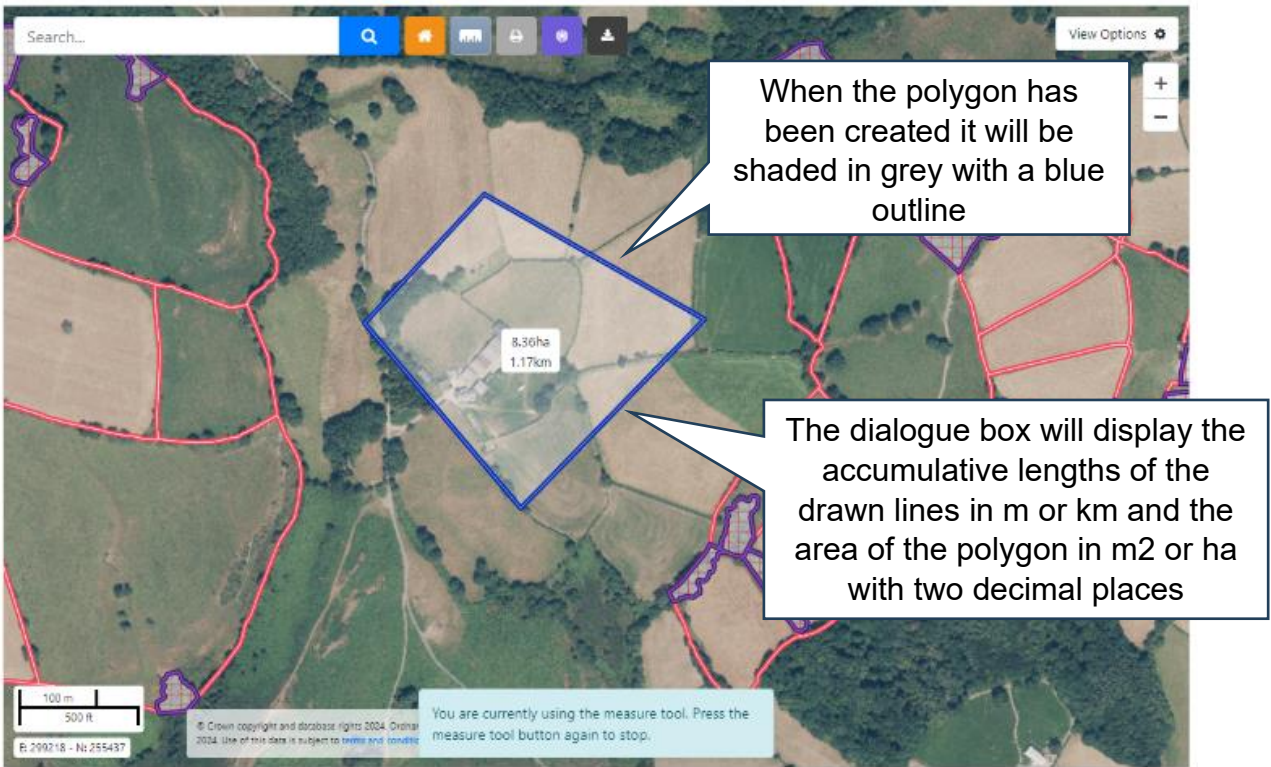 Search...
View Options
When the polygon has
been created it will be
shaded in grey with a blue
outline
+
−
8.36ha
1.17km
The dialogue box will display the
accumulative lengths of the
drawn lines in m or km and the
area of the polygon in m2 or ha
with two decimal places
100 m
500 ft
E: 299218 - N: 255437
© Crown copyright and database rights 2024.
2024. Use of this data is subject to terms and
You are currently using the measure tool. Press the
measure tool button again to stop.